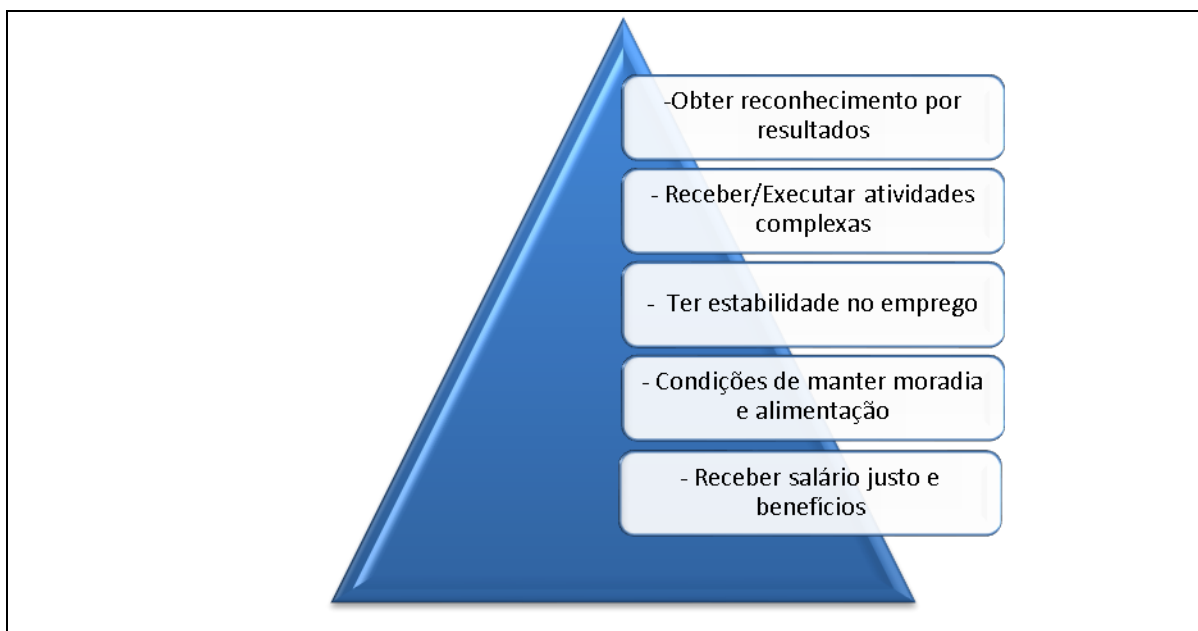 -Obter reconhecimento por
resultados
- Receber/Executar atividades
complexas
- Ter estabilidade no emprego
- Condições de manter moradia
e alimentação
- Receber salário justo e
benefícios